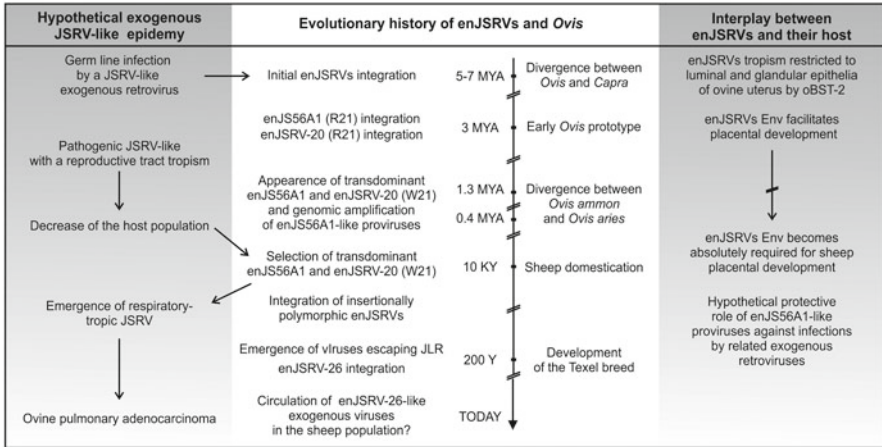 Hypothetical exogenous
JSRV-like epidemy
Germ line infection
by a JSRV-like
exogenous retrovirus
Pathogenic JSRV-like
with a reproductive tract tropism
Decrease of the host population
Emergence of respiratory-
tropic JSRV
Ovine pulmonary adenocarcinoma
Evolutionary history of enJSRVs and Ovis
Initial enJSRVs integration
5-7 MYA
Divergence between
Ovis and Capra
enJS56A1 (R21) integration
enJSRV-20 (R21) integration
3 MYA
Early Ovis prototype
Appearence of transdominant
enJS56A1 and enJSRV-20 (W21)
and genomic amplification
of enJS56A1-like proviruses
1.3 MYA
0.4 MYA
Divergence between
Ovis ammon
and Ovis aries
Selection of transdominant
enJS56A1 and enJSRV-20 (W21)
10 KY
Sheep domestication
Integration of insertionally
polymorphic enJSRVs
Emergence of vIruses escaping JLR
enJSRV-26 integration
200 Y
Development
of the Texel breed
Circulation of enJSRV-26-like
exogenous viruses
in the sheep population?
TODAY
Interplay between
enJSRVs and their host
enJSRVs tropism restricted to
luminal and glandular epithelia
of ovine uterus by oBST-2
enJSRVs Env facilitates
placental development
enJSRVs Env becomes
absolutely required for sheep
placental development
Hypothetical protective
role of enJS56A1-like
proviruses against infections
by related exogenous
retroviruses